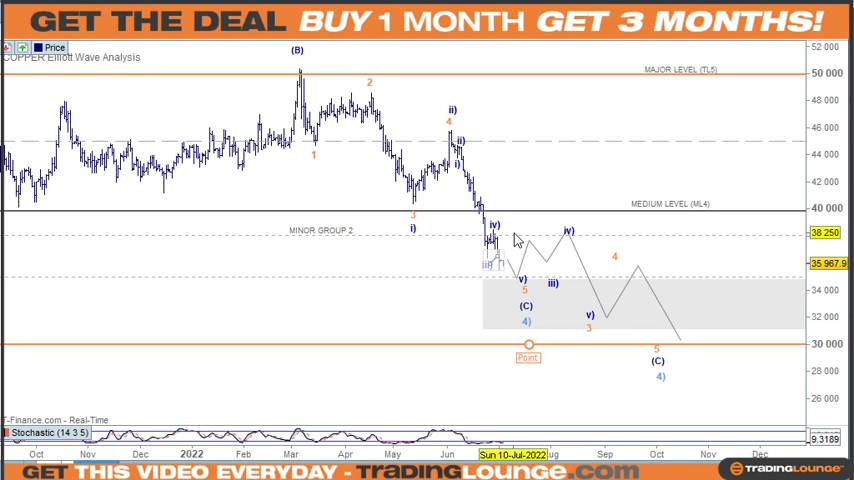 GET THE DEAL BUY 1 MONTH GET 3 MONTHS!
Price
COPPER Elliott Wave Analysis
(B)
52 000
MAJOR LEVEL (TL5)
50 000
2
48 000
ii)
4
46 000
ii)
1
44 000
i)
42 000
MEDIUM LEVEL (ML4)
3
40 000
i)
MINOR GROUP 2
iv)
iv)
38 250
4
iii)
35 967.9
v)
iii)
5
34 000
(C)
4)
v)
3
32 000
30 000
5
Point
(C)
28 000
4)
26 000
T-Finance.com - Real-Time
Stochastic (14 3 5)
9.3189
Oct
Nov
Dec
2022
Feb
Mar
Apr
May
Jun
Sun 10-Jul-2022
Aug
Sep
Oct
Nov
Dec
GET THIS VIDEO EVERYDAY - TRADINGLOUNGE.com
TRADINGLOUNGE™